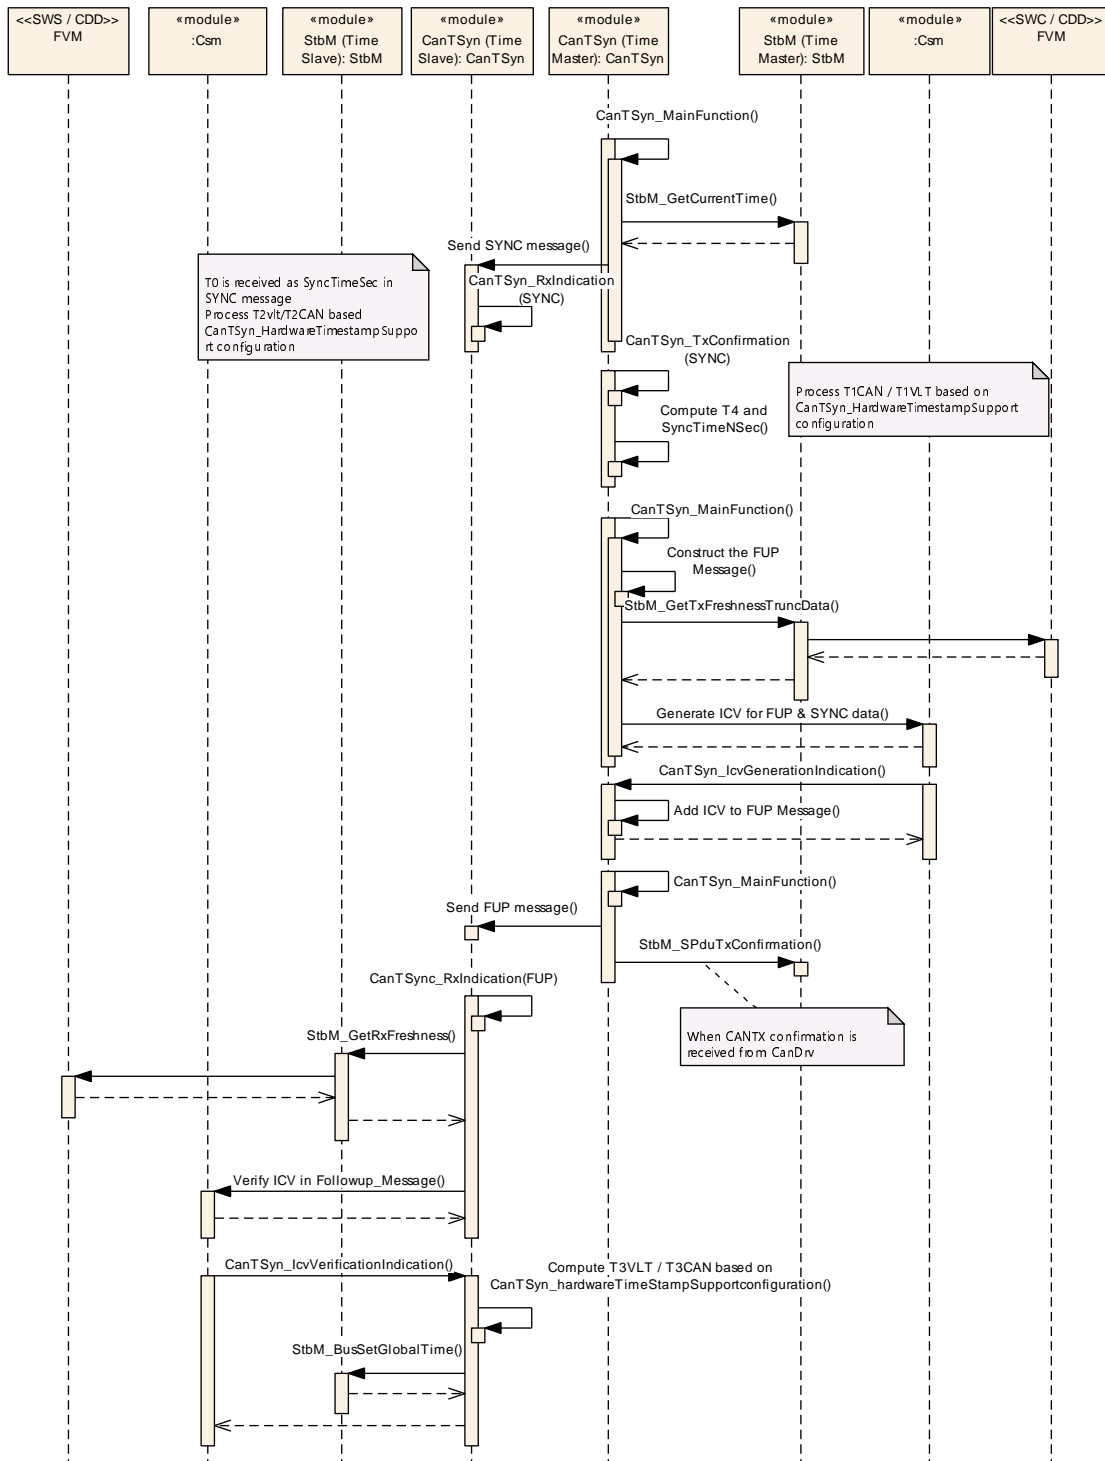 <<SWS / CDD>>
FVM
«module»
:Csm
«module»
StbM (Time
Slave): StbM
«module»
CanTSyn (Time
Slave): CanTSyn
«module»
CanTSyn (Time
Master): CanTSyn
«module»
StbM (Time
Master): StbM
«module»
:Csm
<<SWC / CDD>>
FVM
CanTSyn_MainFunction()
StbM_GetCurrentTime()
Send SYNC message()
T0 is received as SyncTimeSec in
SYNC message
Process T2vlt/T2CAN based
CanTSyn_HardwareTimestampSuppo
rt configuration
CanTSyn_RxIndication
(SYNC)
CanTSyn_TxConfirmation
(SYNC)
Process T1CAN / T1VLT based on
CanTSyn_HardwareTimestampSupport
configuration
Compute T4 and
SyncTimeNSec()
CanTSyn_MainFunction()
Construct the FUP
Message()
StbM_GetTxFreshnessTruncData()
Generate ICV for FUP & SYNC data()
CanTSyn_IcvGenerationIndication()
Add ICV to FUP Message()
CanTSyn_MainFunction()
Send FUP message()
StbM_SPduTxConfirmation()
CanTSync_RxIndication(FUP)
When CANTX confirmation is
received from CanDrv
StbM_GetRxFreshness()
Verify ICV in Followup_Message()
CanTSyn_IcvVerificationIndication()
Compute T3VLT / T3CAN based on
CanTSyn_hardwareTimeStampSupportconfiguration()
StbM_BusSetGlobalTime()